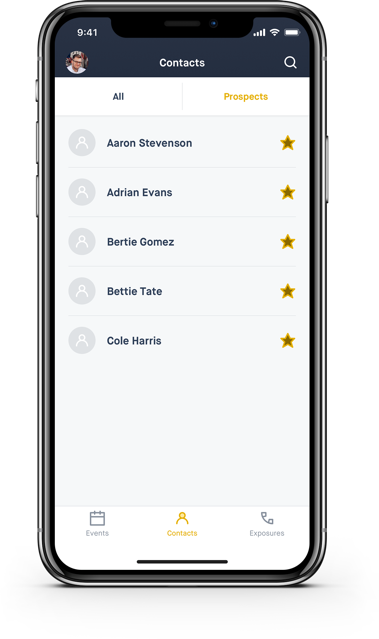 9:41
Contacts
All Prospects
Aaron Stevenson
Adrian Evans
Bertie Gomez
Bettie Tate
Cole Harris
Events Contacts Exposures